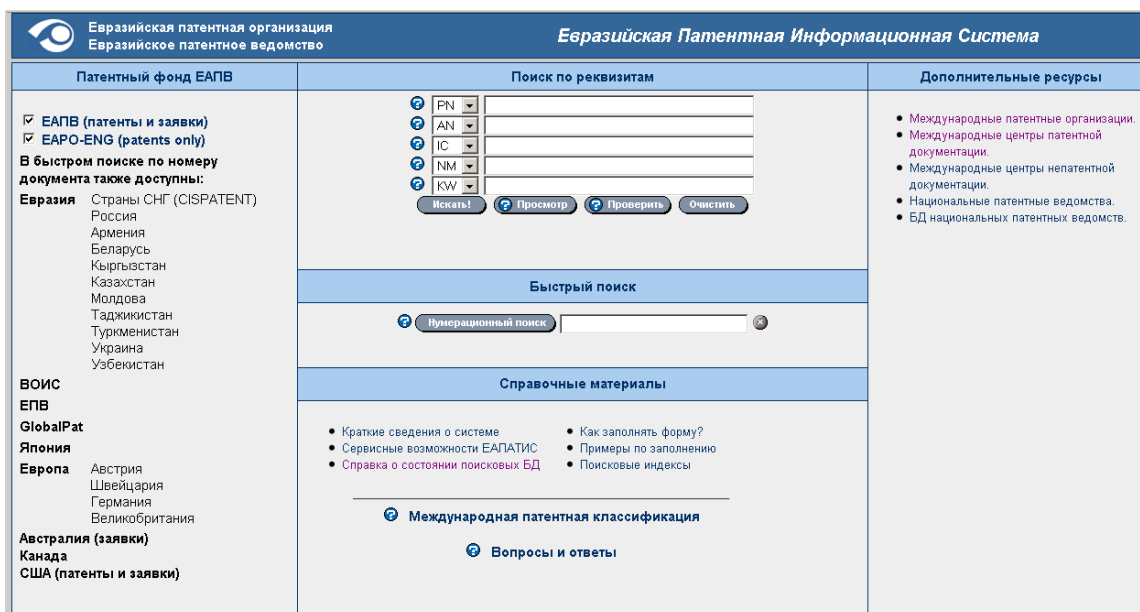 Евразийская патентная организация
Евразийское патентное ведомство
Евразийская Патентная Информационная Система
Патентный фонд ЕАПВ
ЕАПВ (патенты и заявки)
EAPO-ENG (patents only)
В быстром поиске по номеру
документа также доступны:
Евразия Страны СНГ (CISPATENT)
Россия
Армения
Беларусь
Кыргызстан
Казахстан
Молдова
Таджикистан
Туркменистан
Украина
Узбекистан
ВОИС
ЕПВ
GlobalPat
Япония
Европа Австрия
Швейцария
Германия
Великобритания
Австралия (заявки)
Канада
США (патенты и заявки)
Поиск по реквизитам
PN
AN
IC
NM
KW
Искать! Просмотр Проверить Очистить
Быстрый поиск
Нумерационный поиск
Справочные материалы
Краткие сведения о системе
Сервисные возможности ЕАПАТИС
Справка о состоянии поисковых БД
Как заполнять форму?
Примеры по заполнению
Поисковые индексы
Международная патентная классификация
Вопросы и ответы
Дополнительные ресурсы
Международные патентные организации.
Международные центры патентной
документации.
Международные центры непатентной
документации.
Национальные патентные ведомства.
БД национальных патентных ведомств.